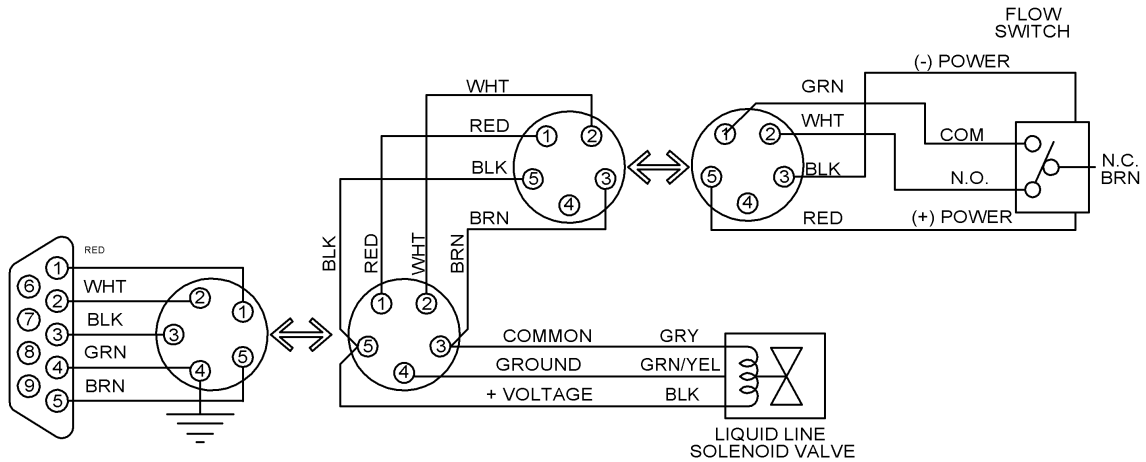 FLOW
SWITCH
(-) POWER
WHT
GRN
RED
1
2
1
2
WHT
COM
BLK
5
3
5
3
BLK
N.O.
N.C.
BRN
4
4
BRN
RED
(+) POWER
BLK
RED
WHT
BRN
RED
1
6
WHT
2
2
1
1
2
7
BLK
3
3
COMMON
GRY
8
GRN
4
4
5
5
3
GROUND
GRN/YEL
4
9
BRN
5
+ VOLTAGE
BLK
LIQUID LINE
SOLENOID VALVE